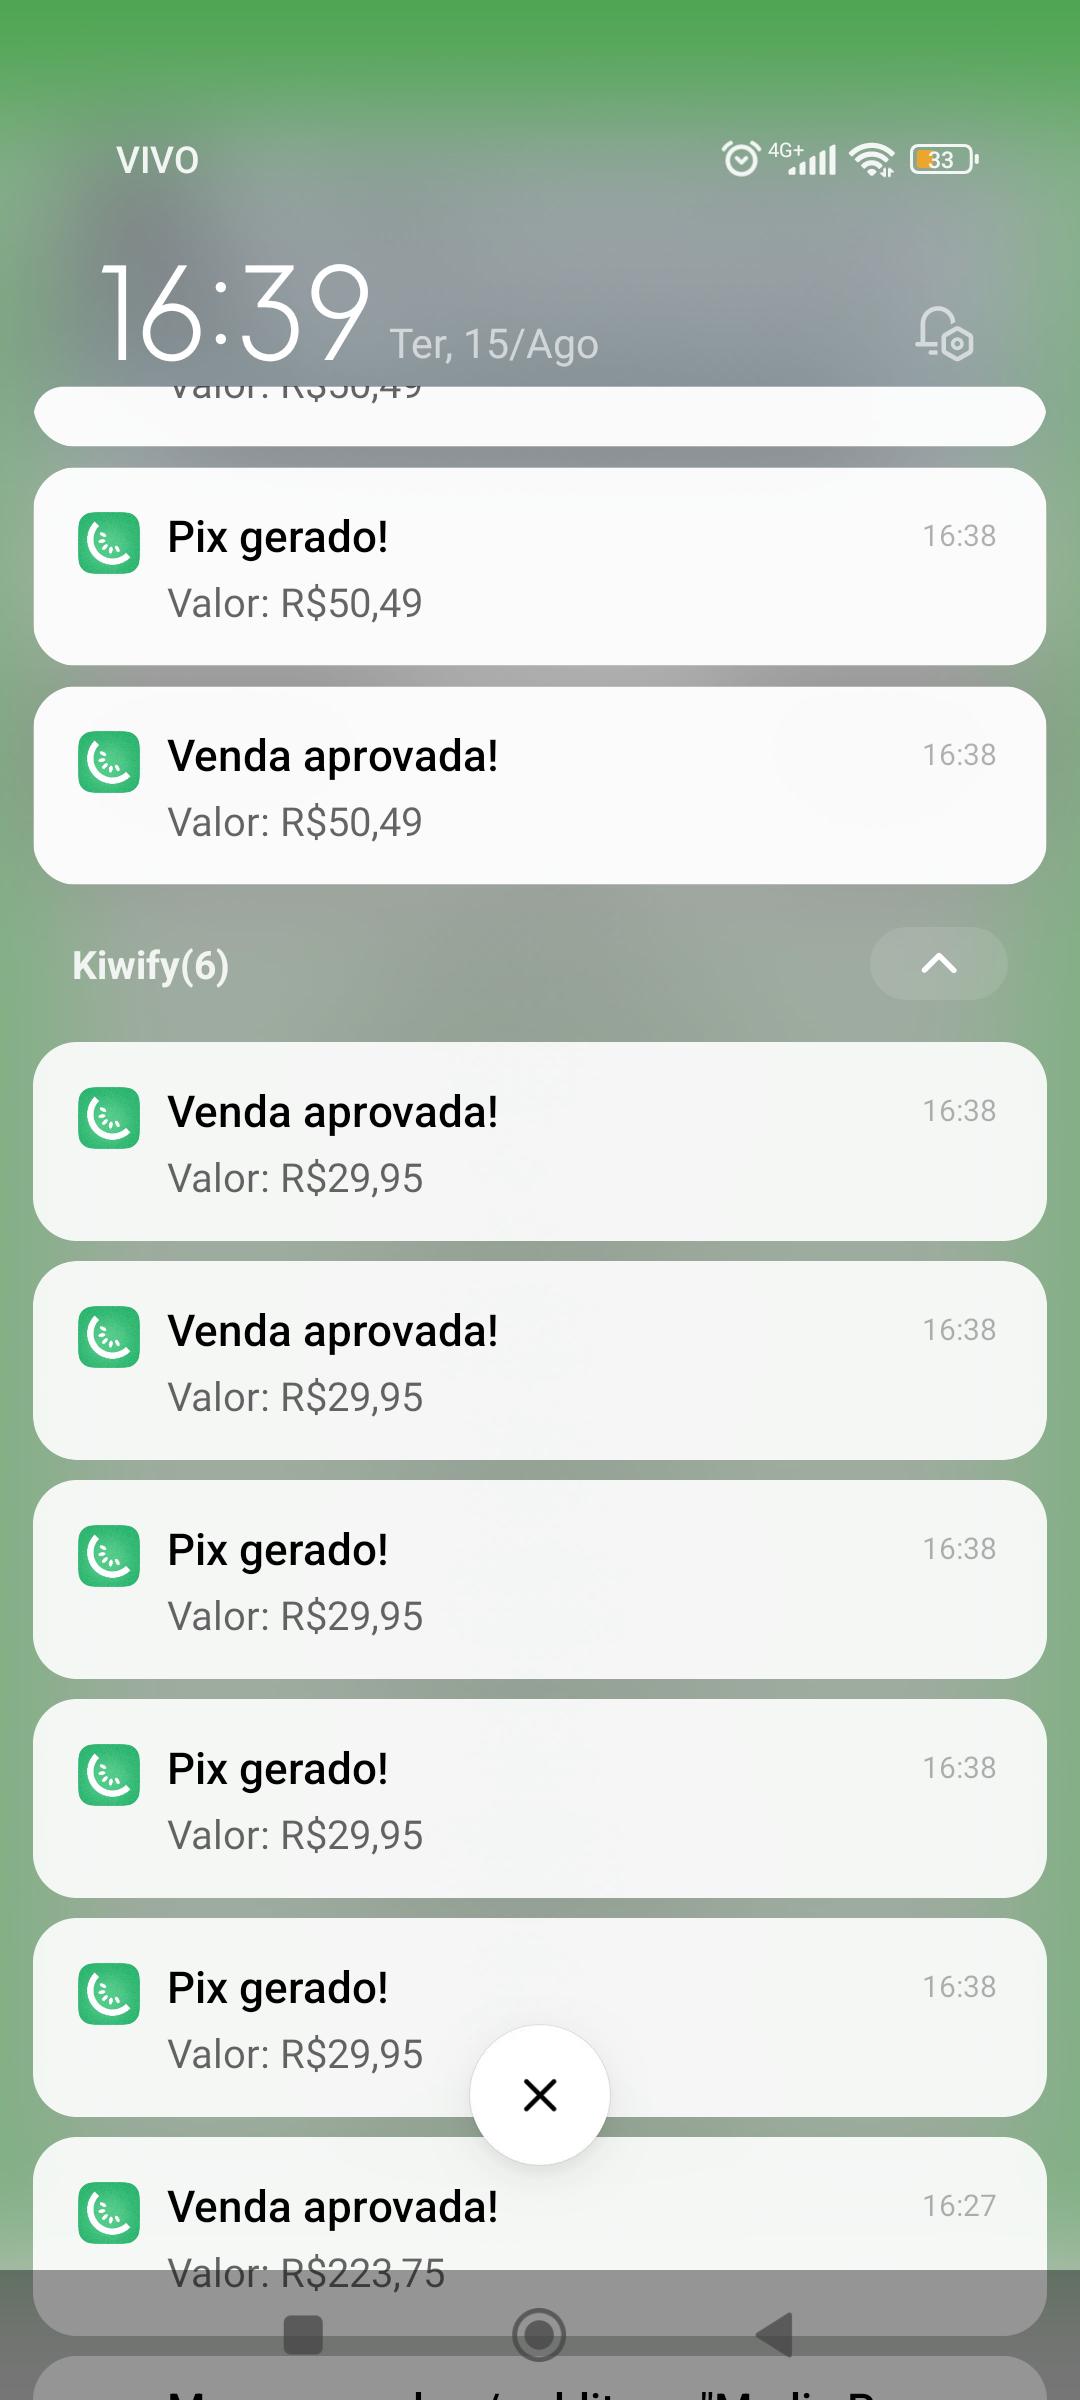 VIVO
4G+
33
16:39 Ter, 15/Ago
Valor: R$50,49
Pix gerado! 16:38
Valor: R$50,49
Venda aprovada! 16:38
Valor: R$50,49
Kiwify(6)
Venda aprovada! 16:38
Valor: R$29,95
Venda aprovada! 16:38
Valor: R$29,95
Pix gerado! 16:38
Valor: R$29,95
Pix gerado! 16:38
Valor: R$29,95
Pix gerado! 16:38
Valor: R$29,95
Venda aprovada! 16:27
Valor: R$223,75